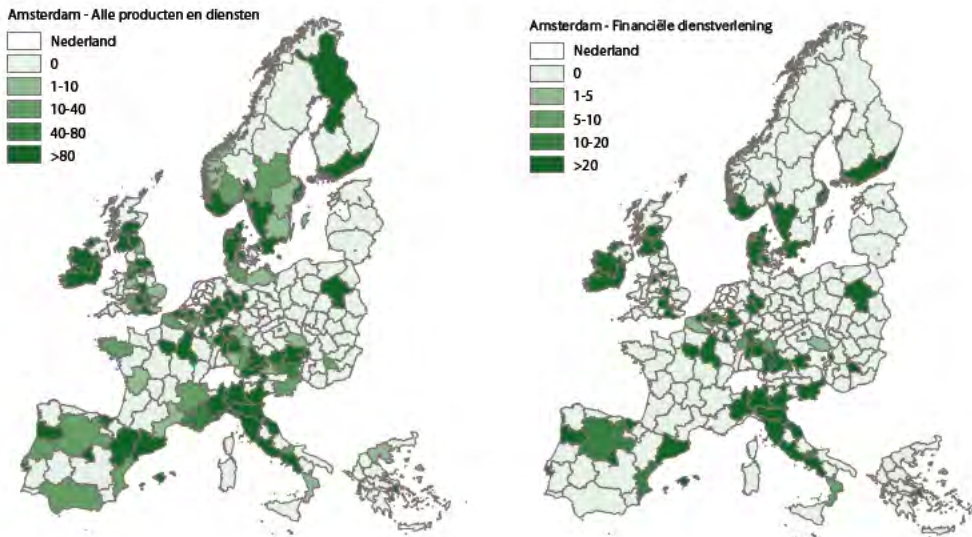 Amsterdam - Alle producten en diensten
Nederland
0
1-10
10-40
40-80
>80
Amsterdam - Financiële dienstverlening
Nederland
0
1-5
5-10
10-20
>20